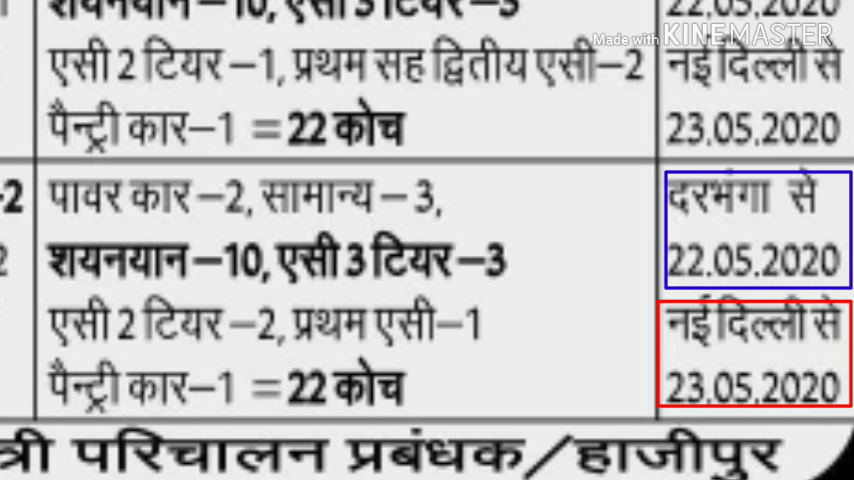 शयनयान–10, एसी 3 टियर–3
22.05.2020
Made with KINEMASTER
एसी 2 टियर–1, प्रथम सह द्वितीय एसी–2
नई दिल्ली से
पैन्ट्री कार–1 = 22 कोच
23.05.2020
-2 पावर कार–2, सामान्य–3,
दरभंगा से
2 शयनयान–10, एसी 3 टियर–3
22.05.2020
एसी 2 टियर–2, प्रथम एसी–1
नई दिल्ली से
पैन्ट्री कार–1 = 22 कोच
23.05.2020
त्री परिचालन प्रबंधक/हाजीपुर